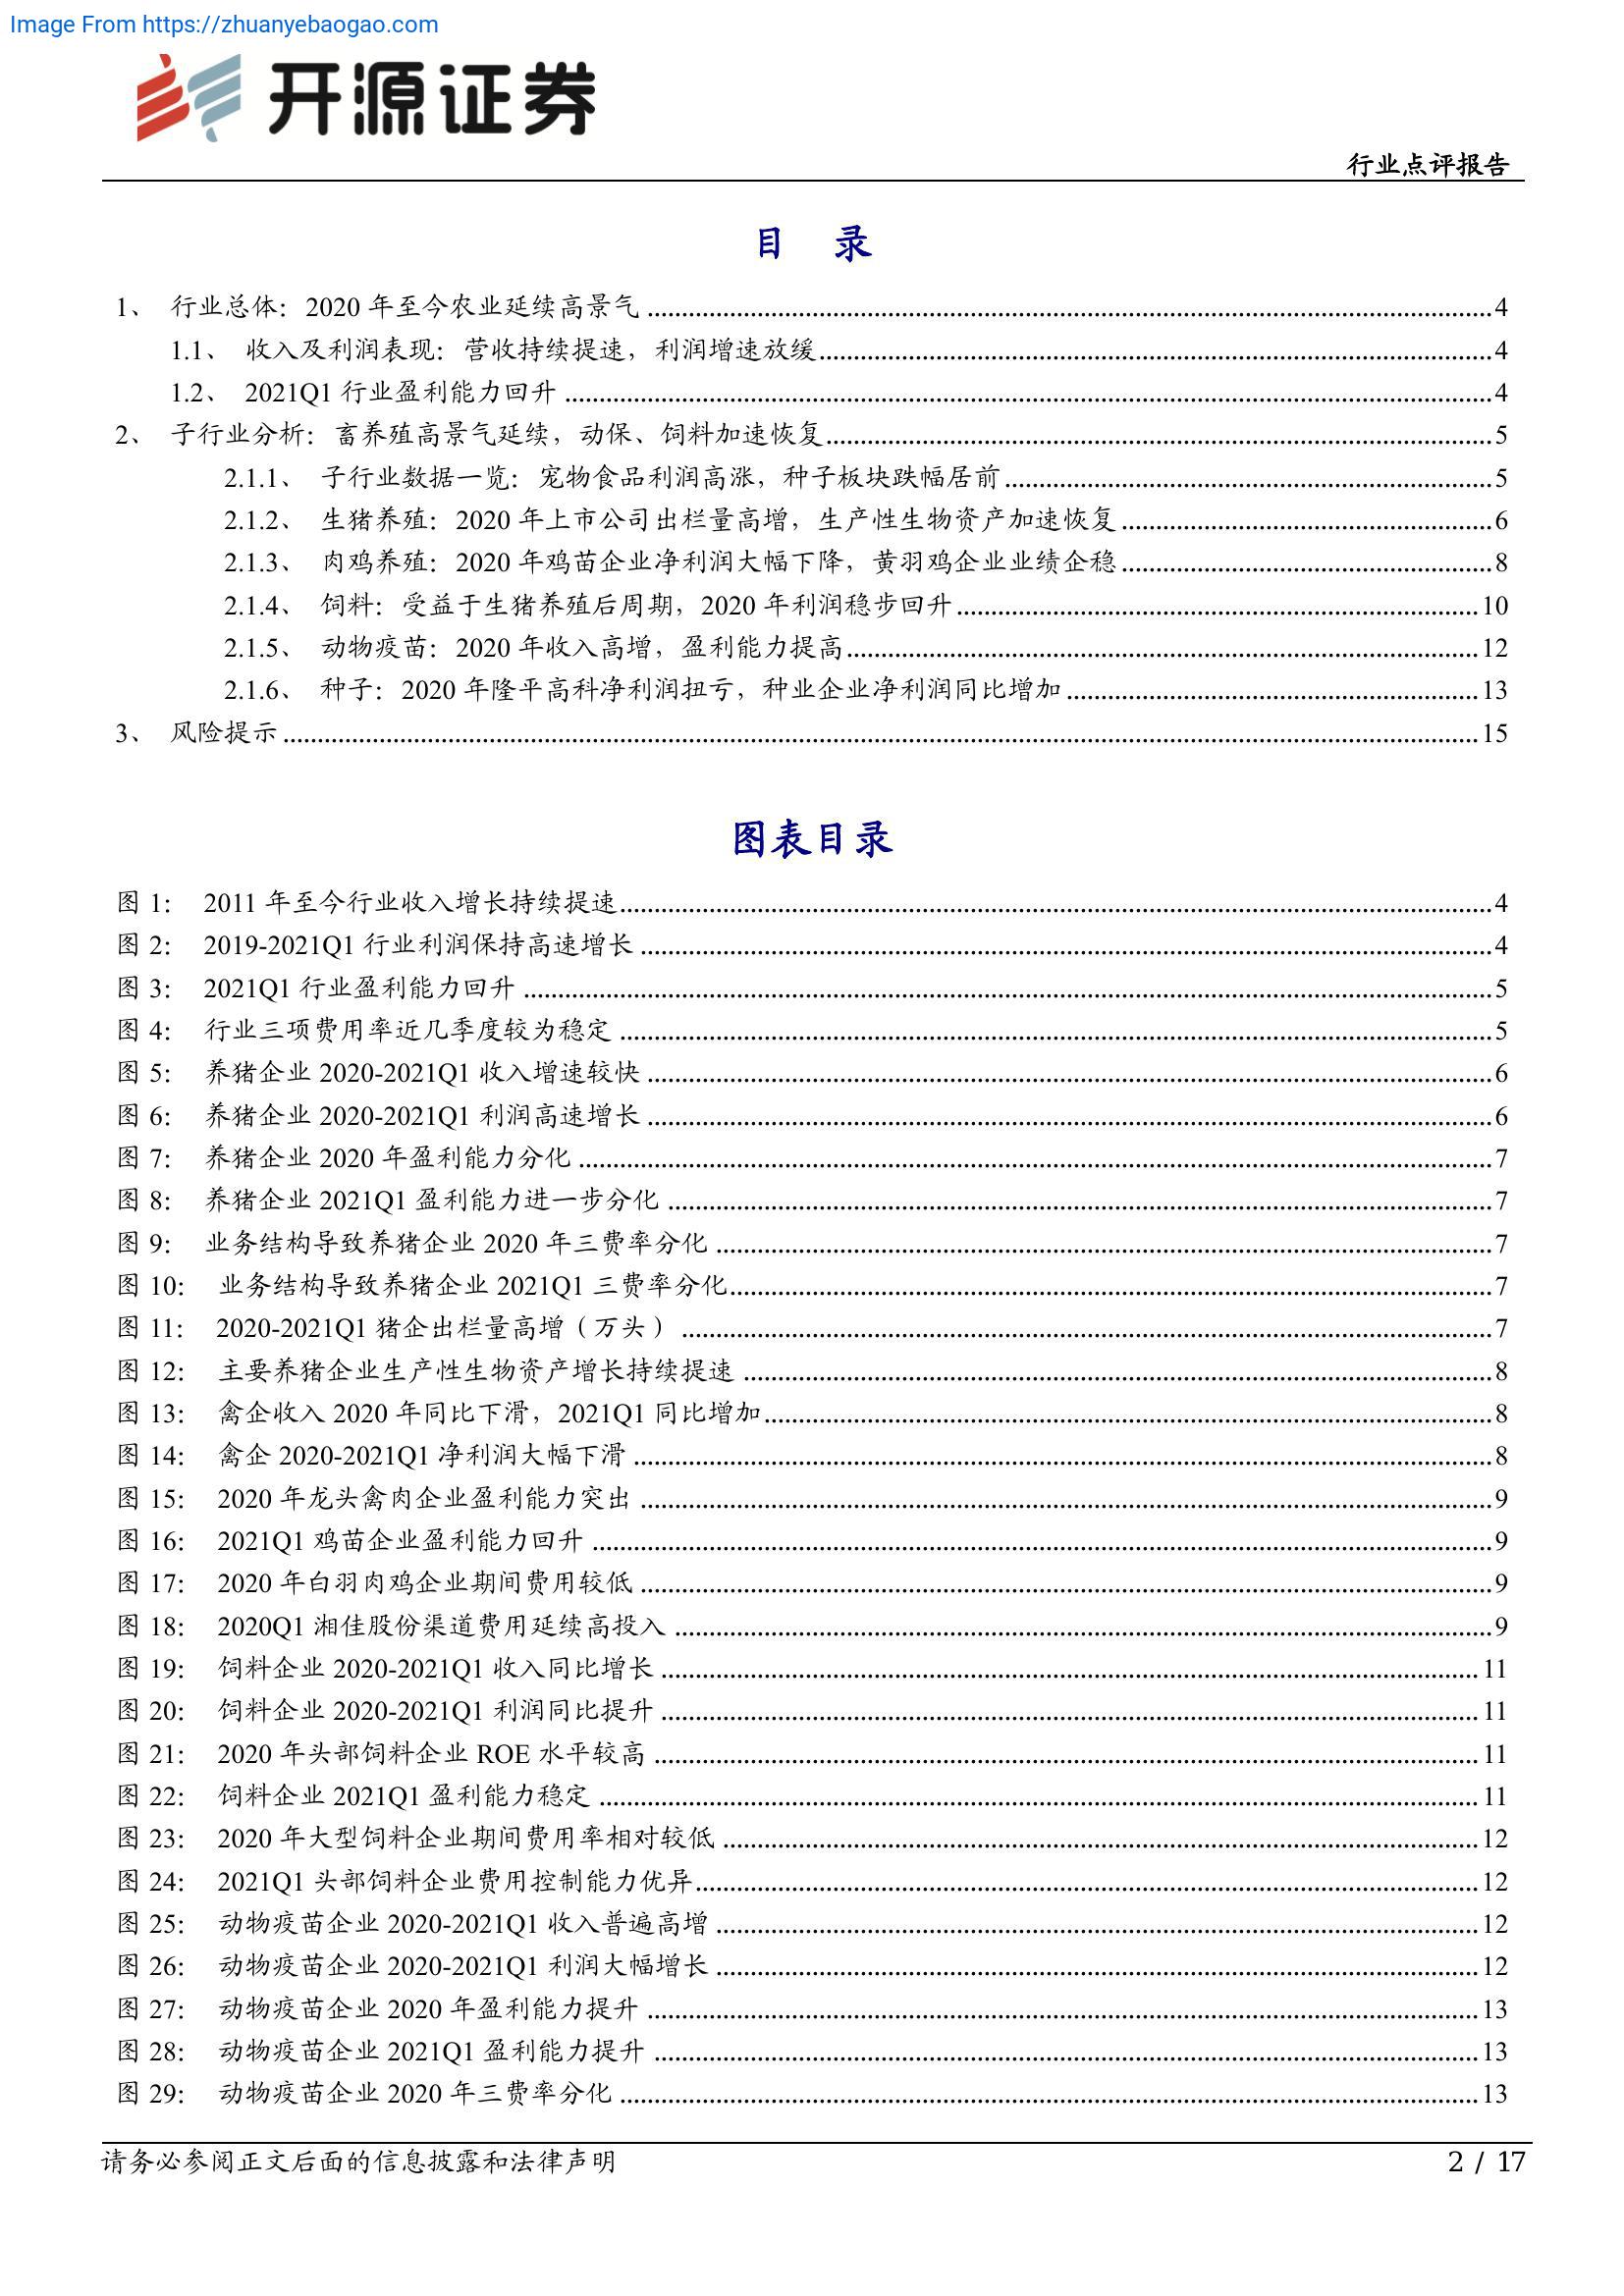 Image From https://zhuanyebaogao.com
开源证券
行业点评报告
目 录
1、 行业总体：2020 年至今农业延续高景气 ........ 4
1.1、 收入及利润表现：营收持续提速，利润增速放缓 ........ 4
1.2、 2021Q1 行业盈利能力回升 ........ 4
2、 子行业分析：畜养殖高景气延续，动保、饲料加速恢复 ........ 5
2.1.1、 子行业数据一览：宠物食品利润高涨，种子板块跌幅居前 ........ 5
2.1.2、 生猪养殖：2020 年上市公司出栏量高增，生产性生物资产加速恢复 ........ 6
2.1.3、 肉鸡养殖：2020 年鸡苗企业净利润大幅下降，黄羽鸡企业业绩企稳 ........ 8
2.1.4、 饲料：受益于生猪养殖后周期，2020 年利润稳步回升 ........ 10
2.1.5、 动物疫苗：2020 年收入高增，盈利能力提高 ........ 12
2.1.6、 种子：2020 年隆平高科净利润扭亏，种业企业净利润同比增加 ........ 13
3、 风险提示 ........ 15
图表目录
图 1： 2011 年至今行业收入增长持续提速 ........ 4
图 2： 2019-2021Q1 行业利润保持高速增长 ........ 4
图 3： 2021Q1 行业盈利能力回升 ........ 5
图 4： 行业三项费用率近几季度较为稳定 ........ 5
图 5： 养猪企业 2020-2021Q1 收入增速较快 ........ 6
图 6： 养猪企业 2020-2021Q1 利润高速增长 ........ 6
图 7： 养猪企业 2020 年盈利能力分化 ........ 7
图 8： 养猪企业 2021Q1 盈利能力进一步分化 ........ 7
图 9： 业务结构导致养猪企业 2020 年三费率分化 ........ 7
图 10： 业务结构导致养猪企业 2021Q1 三费率分化 ........ 7
图 11： 2020-2021Q1 猪企出栏量高增（万头） ........ 7
图 12： 主要养猪企业生产性生物资产增长持续提速 ........ 8
图 13： 禽企收入 2020 年同比下滑，2021Q1 同比增加 ........ 8
图 14： 禽企 2020-2021Q1 净利润大幅下滑 ........ 8
图 15： 2020 年龙头禽肉企业盈利能力突出 ........ 9
图 16： 2021Q1 鸡苗企业盈利能力回升 ........ 9
图 17： 2020 年白羽肉鸡企业期间费用较低 ........ 9
图 18： 2020Q1 湘佳股份渠道费用延续高投入 ........ 9
图 19： 饲料企业 2020-2021Q1 收入同比增长 ........ 11
图 20： 饲料企业 2020-2021Q1 利润同比提升 ........ 11
图 21： 2020 年头部饲料企业 ROE 水平较高 ........ 11
图 22： 饲料企业 2021Q1 盈利能力稳定 ........ 11
图 23： 2020 年大型饲料企业期间费用率相对较低 ........ 12
图 24： 2021Q1 头部饲料企业费用控制能力优异 ........ 12
图 25： 动物疫苗企业 2020-2021Q1 收入普遍高增 ........ 12
图 26： 动物疫苗企业 2020-2021Q1 利润大幅增长 ........ 12
图 27： 动物疫苗企业 2020 年盈利能力提升 ........ 13
图 28： 动物疫苗企业 2021Q1 盈利能力提升 ........ 13
图 29： 动物疫苗企业 2020 年三费率分化 ........ 13
请务必参阅正文后面的信息披露和法律声明
2 / 17